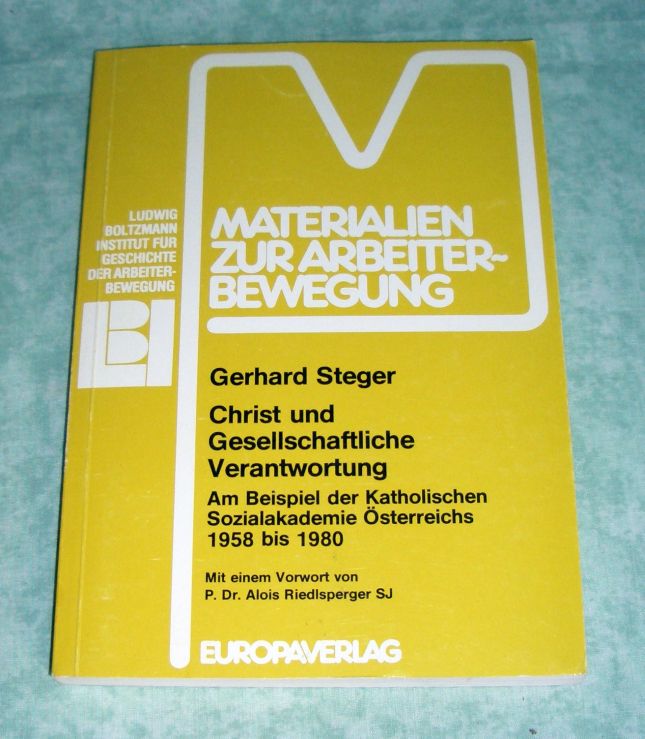 LUDWIG
BOLTZMANN
INSTITUT FÜR
GESCHICHTE
DER ARBEITER-
BEWEGUNG
LBI
MATERIALIEN
ZUR ARBEITER-
BEWEGUNG
Gerhard Steger
Christ und
Gesellschaftliche
Verantwortung
Am Beispiel der Katholischen
Sozialakademie Österreichs
1958 bis 1980
Mit einem Vorwort von
P. Dr. Alois Riedlsperger SJ
EUROPAVERLAG